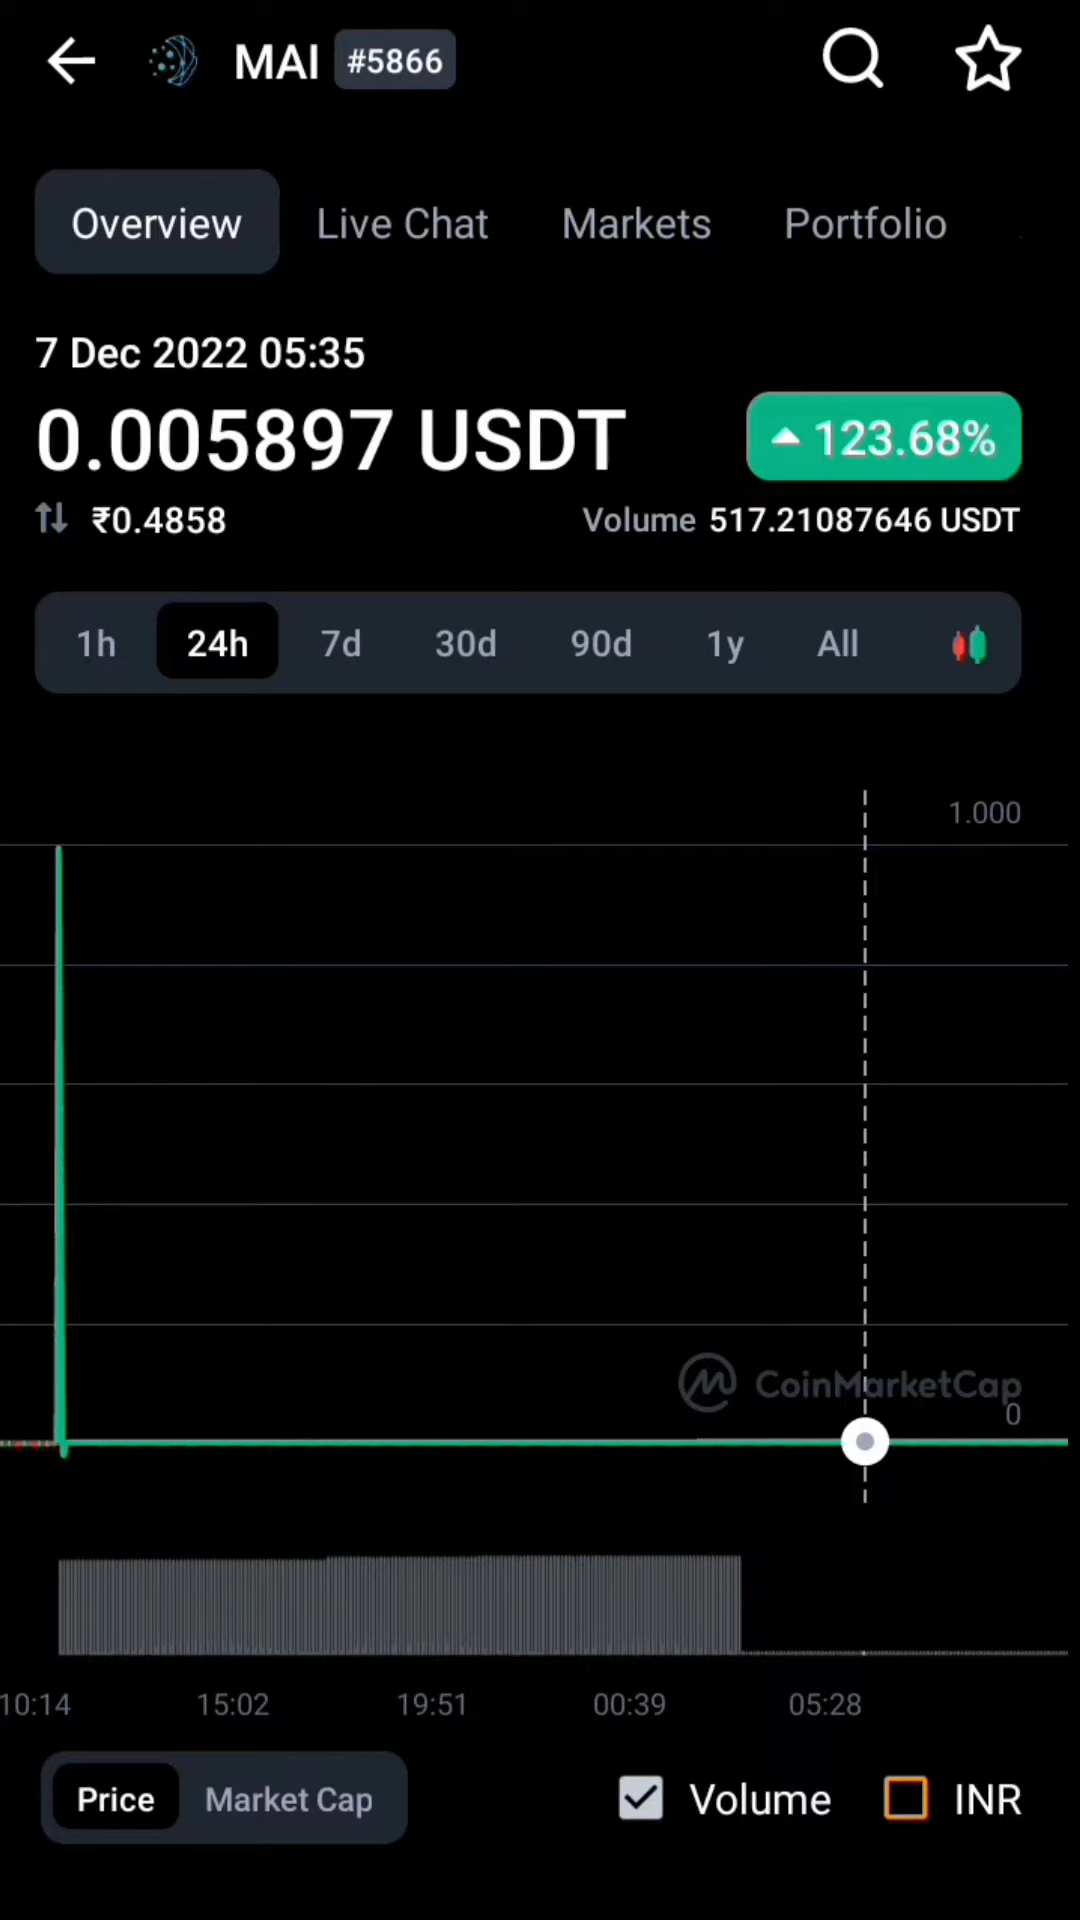 MAI #5866
Overview Live Chat Markets Portfolio
7 Dec 2022 05:35
0.005897 USDT 123.68%
₹0.4858 Volume 517.21087646 USDT
1h 24h 7d 30d 90d 1y All
1.000
CoinMarketCap
0
10:14 15:02 19:51 00:39 05:28
Price Market Cap Volume INR